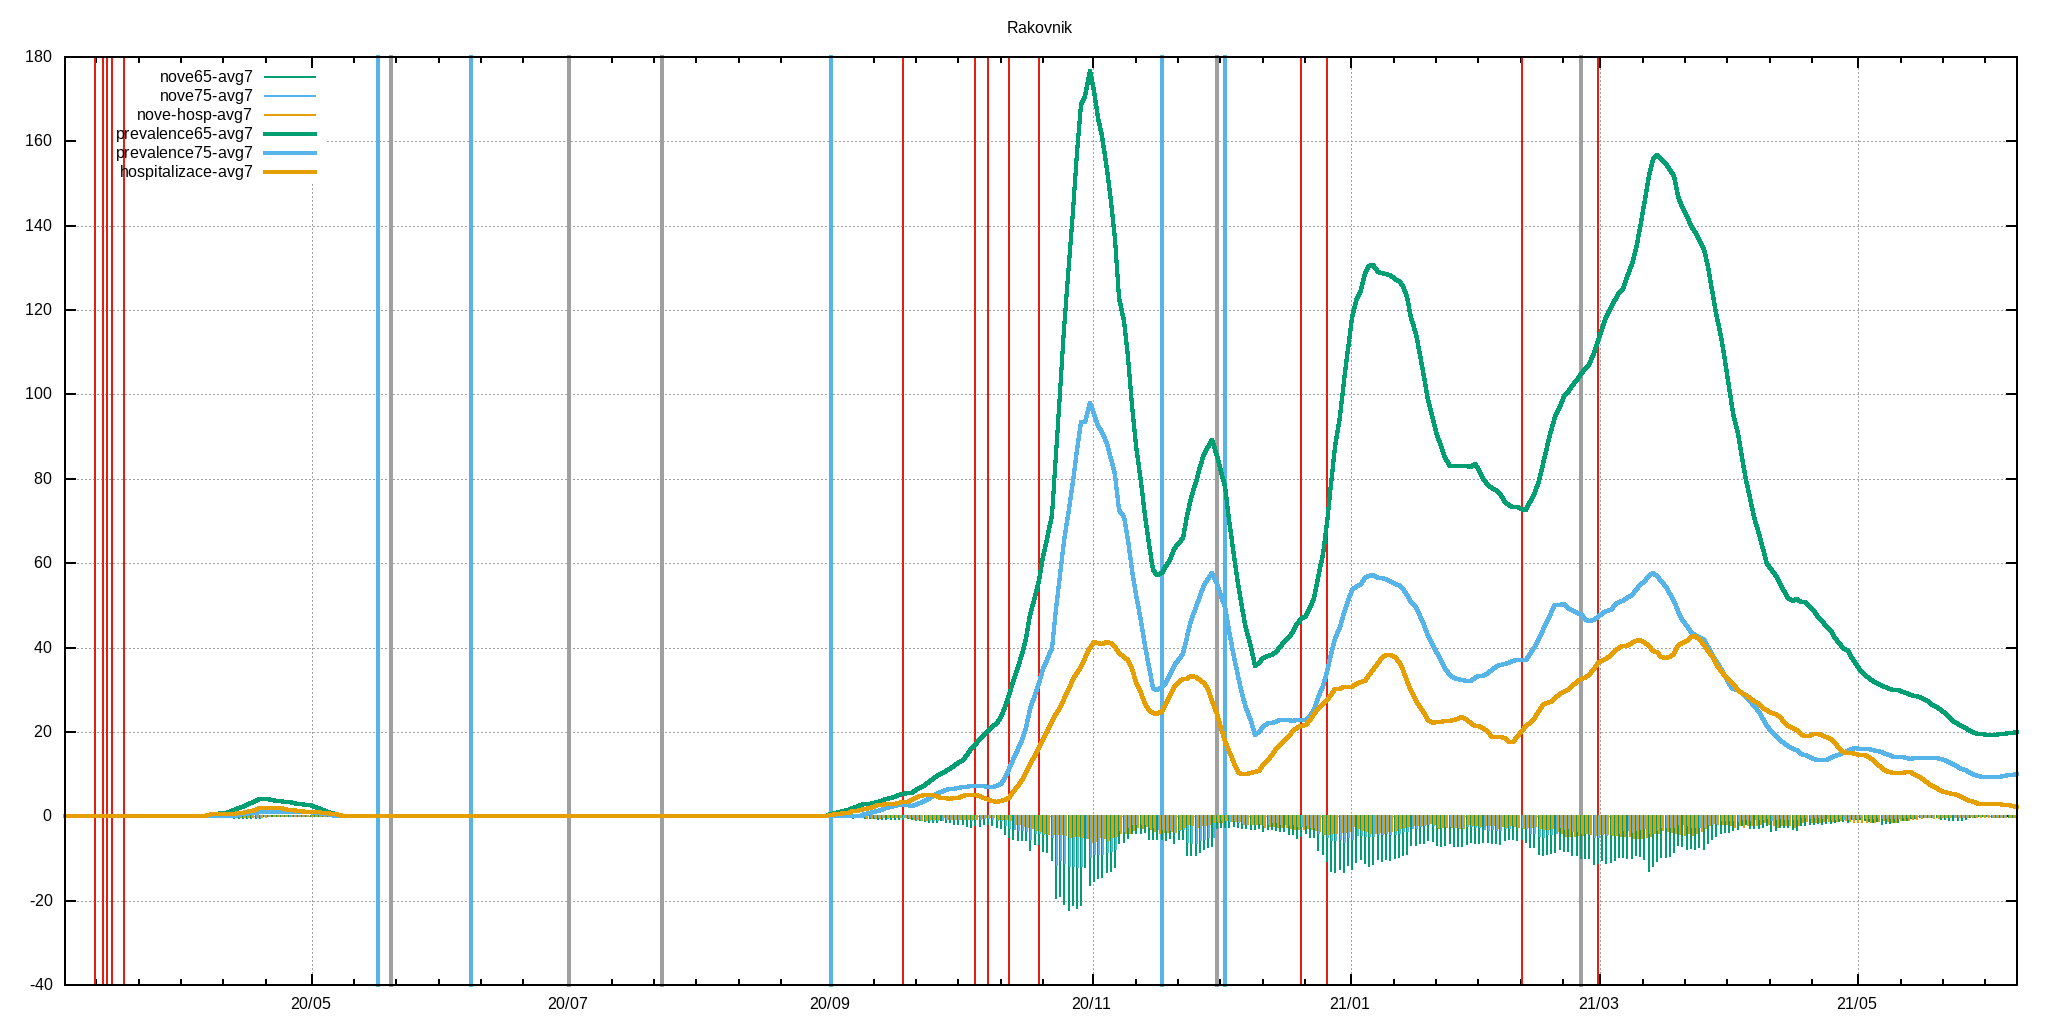 Rakovnik
180
160
140
120
100
80
60
40
20
0
-20
-40
nove65-avg7
nove75-avg7
nove-hosp-avg7
prevalence65-avg7
prevalence75-avg7
hospitalizace-avg7
20/05 20/07 20/09 20/11 21/01 21/03 21/05